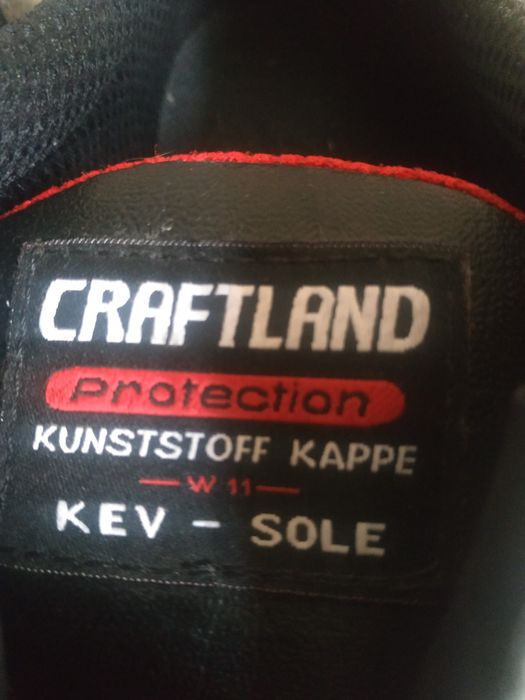 CRAFTLAND
Protection
KUNSTSTOFF KAPPE
— W 11 —
KEV - SOLE